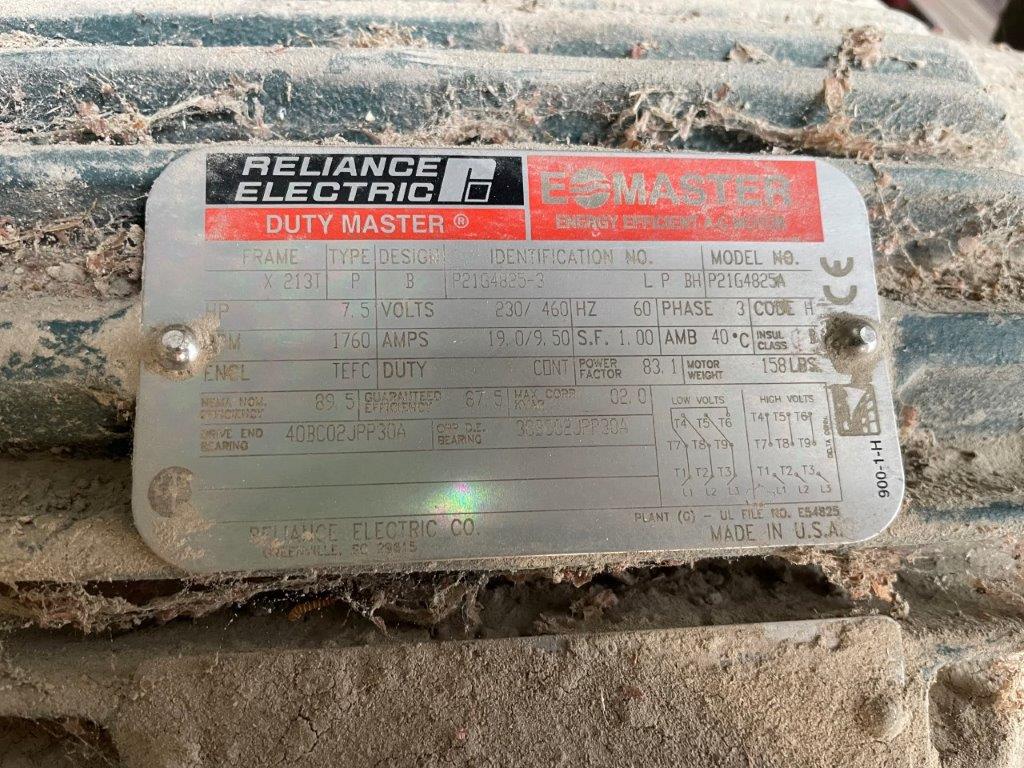 RELIANCE
ELECTRIC
DUTY MASTER ®
E MASTER
ENERGY EFFICIENT A-C MOTOR
FRAME TYPE DESIGN IDENTIFICATION NO. MODEL NO.
X 213T P B P21G4825-3 L P BH P21G4825A
HP 7.5 VOLTS 230/ 460 HZ 60 PHASE 3 CODE H
1760 AMPS 19.0/9.50 S.F. 1.00 AMB 40 °C INSUL CLASS
ENCL TEFC DUTY CONT POWER FACTOR 83.1 MOTOR WEIGHT 158 LBS.
NEMA NOM. EFFICIENCY 89.5 GUARANTEED EFFICIENCY 87.5 MAX CORR KVAR 02.0
DRIVE END BEARING 40BC02JPP30A OPP D.E. BEARING
LOW VOLTS HIGH VOLTS
T4 T5 T6 T4 T5 T6
T7 T8 T9 T7 T8 T9
T1 T2 T3 T1 T2 T3
L1 L2 L3 L1 L2 L3
CE
900-1-H
PLANT (G) - UL FILE NO. E54825
RELIANCE ELECTRIC CO. MADE IN U.S.A.
GREENVILLE, SC 29615